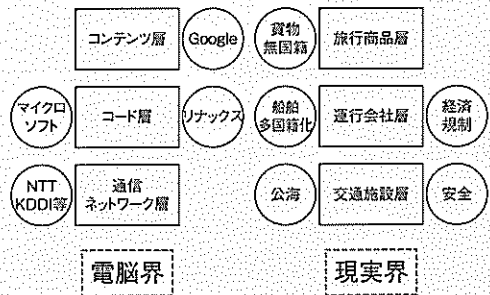 コンテンツ層
Google
貨物
無国籍
旅行商品層
マイクロ
ソフト
コード層
リナックス
船舶
多国籍化
運行会社層
経済
規制
NTT
KDDI等
通信
ネットワーク層
公海
交通施設層
安全
電脳界
現実界